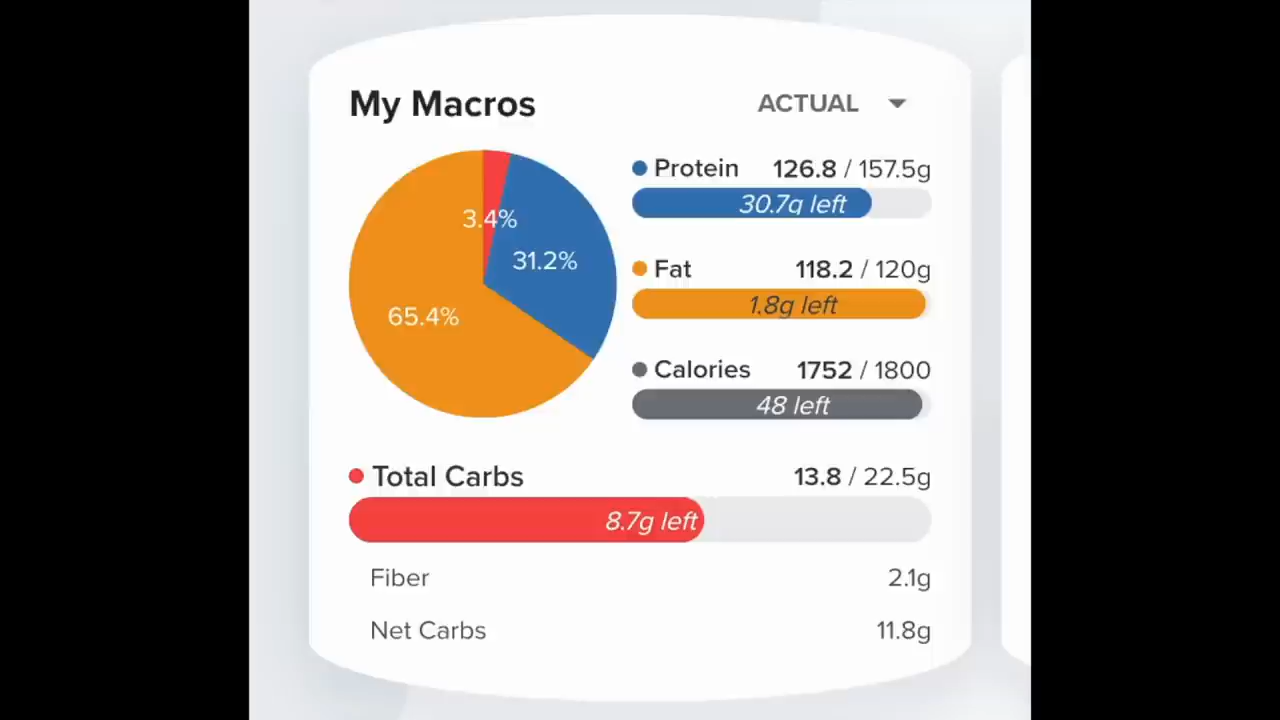 My Macros
ACTUAL
3.4%
31.2%
65.4%
Protein 126.8 / 157.5g
30.7g left
Fat 118.2 / 120g
1.8g left
Calories 1752 / 1800
48 left
Total Carbs 13.8 / 22.5g
8.7g left
Fiber 2.1g
Net Carbs 11.8g